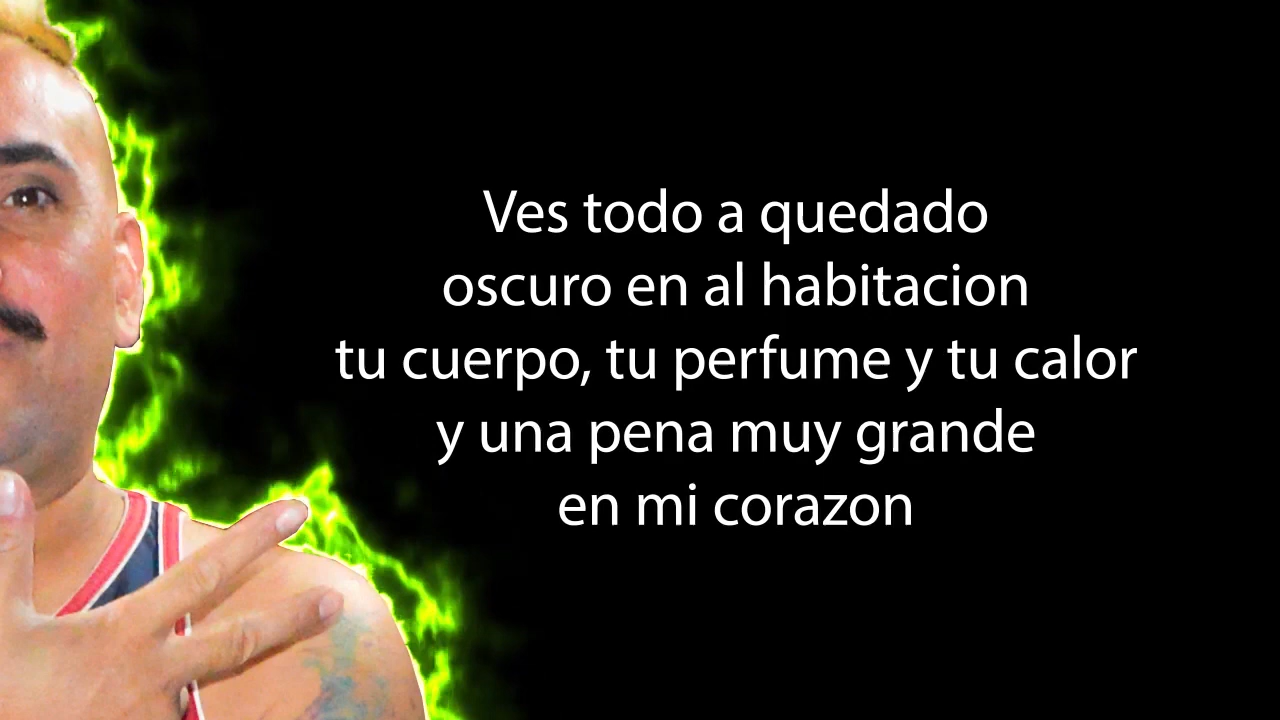 Ves todo a quedado
oscuro en al habitacion
tu cuerpo, tu perfume y tu calor
y una pena muy grande
en mi corazon